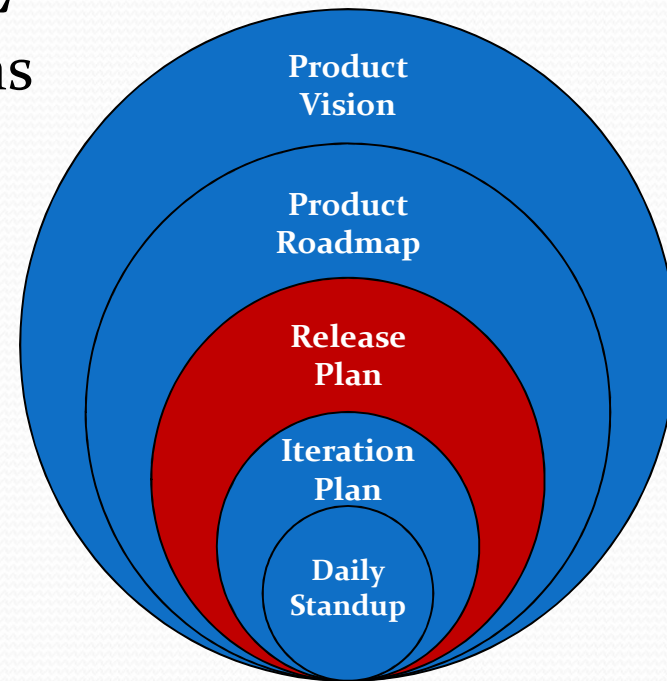 Product
Vision
Product
Roadmap
Release
Plan
Iteration
Plan
Daily
Standup